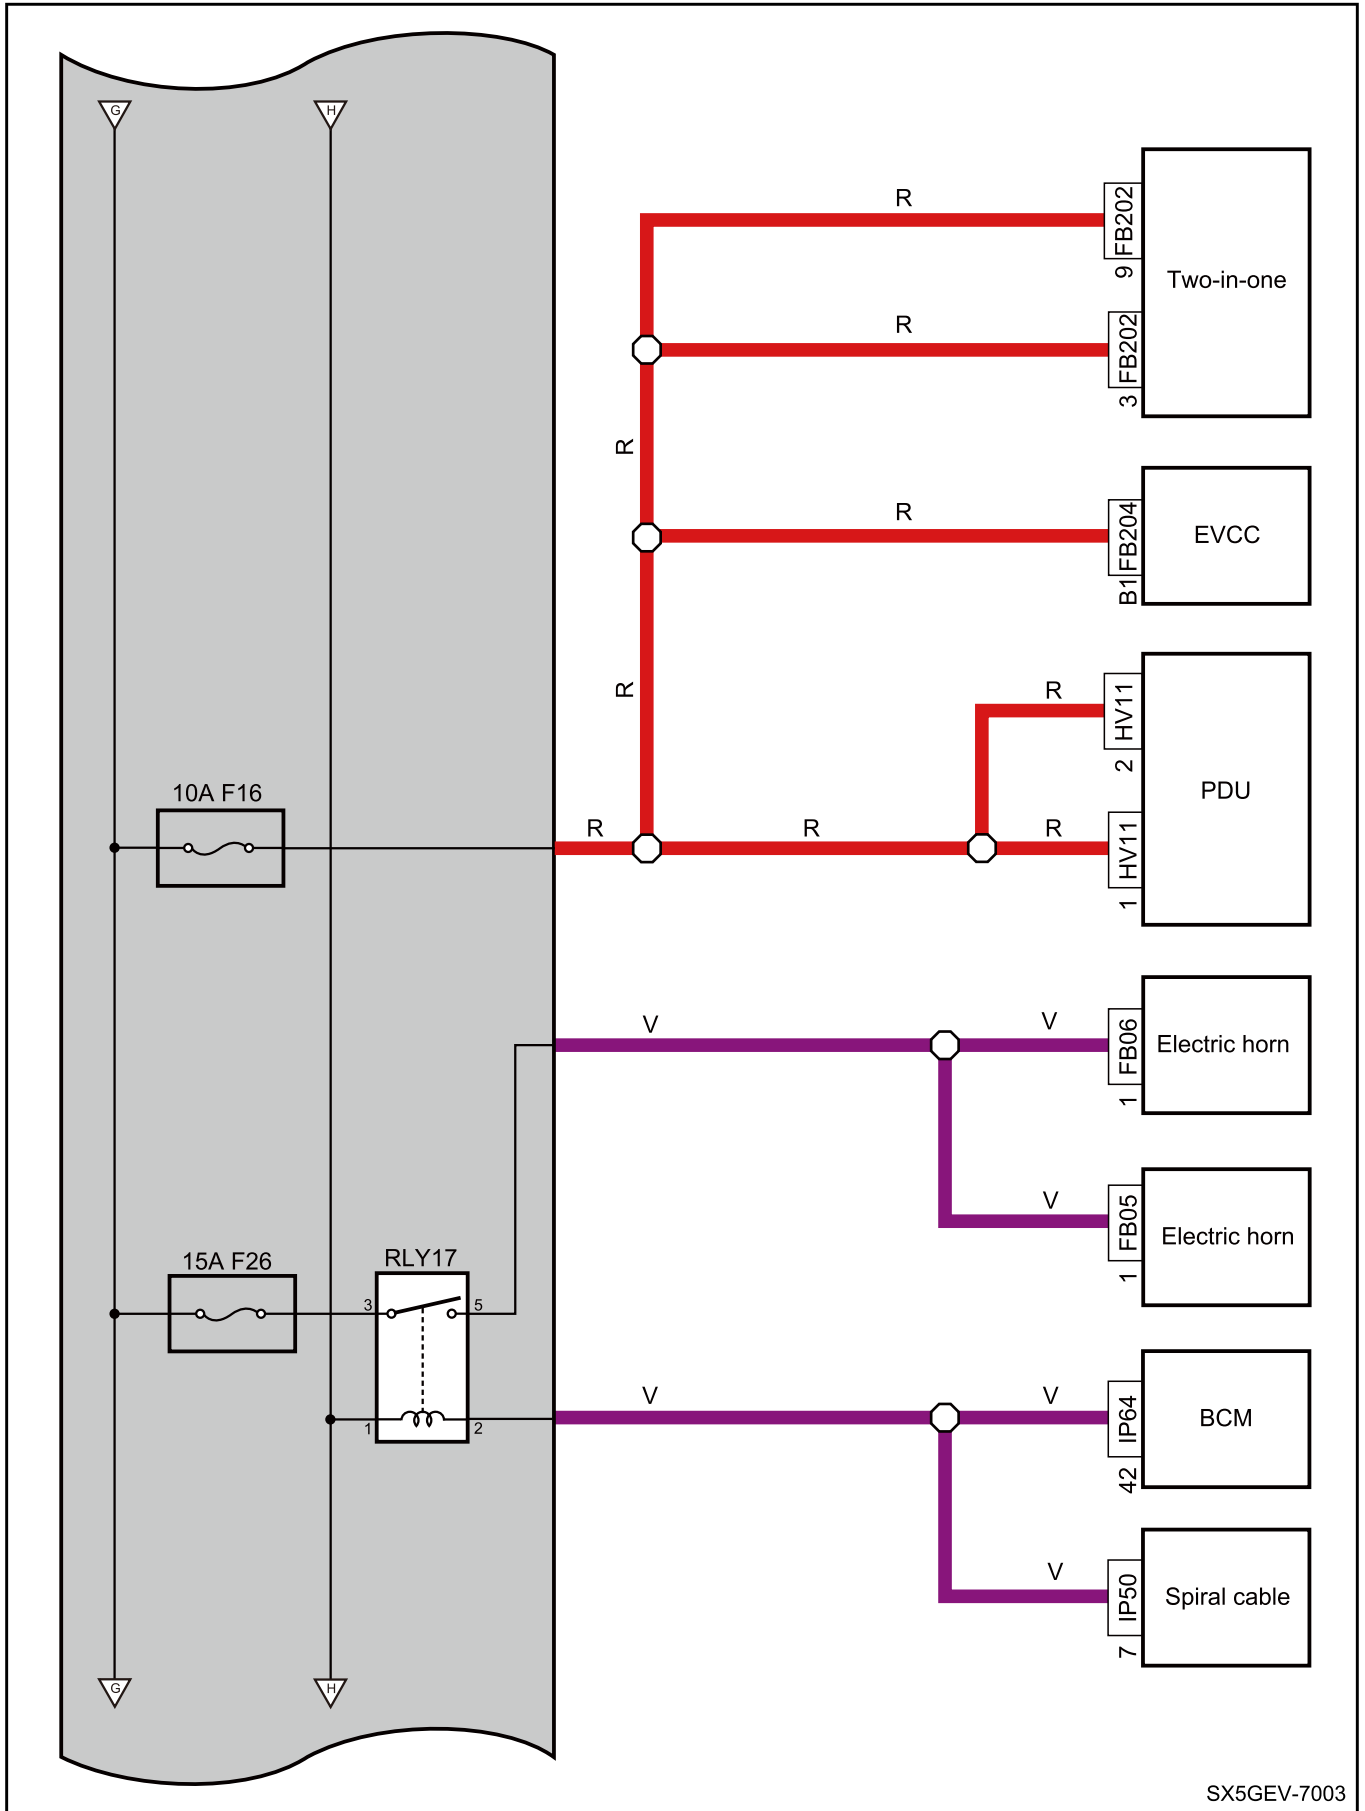 G
H
R
FB202
9
Two-in-one
R
FB202
3
R
R
FB204
B1
EVCC
R
R
HV11
2
PDU
10A F16
R
R
R
HV11
1
V
V
FB06
1
Electric horn
V
FB05
1
Electric horn
15A F26
RLY17
3
5
1
2
V
V
IP64
42
BCM
V
IP50
7
Spiral cable
G
H
SX5GEV-7003